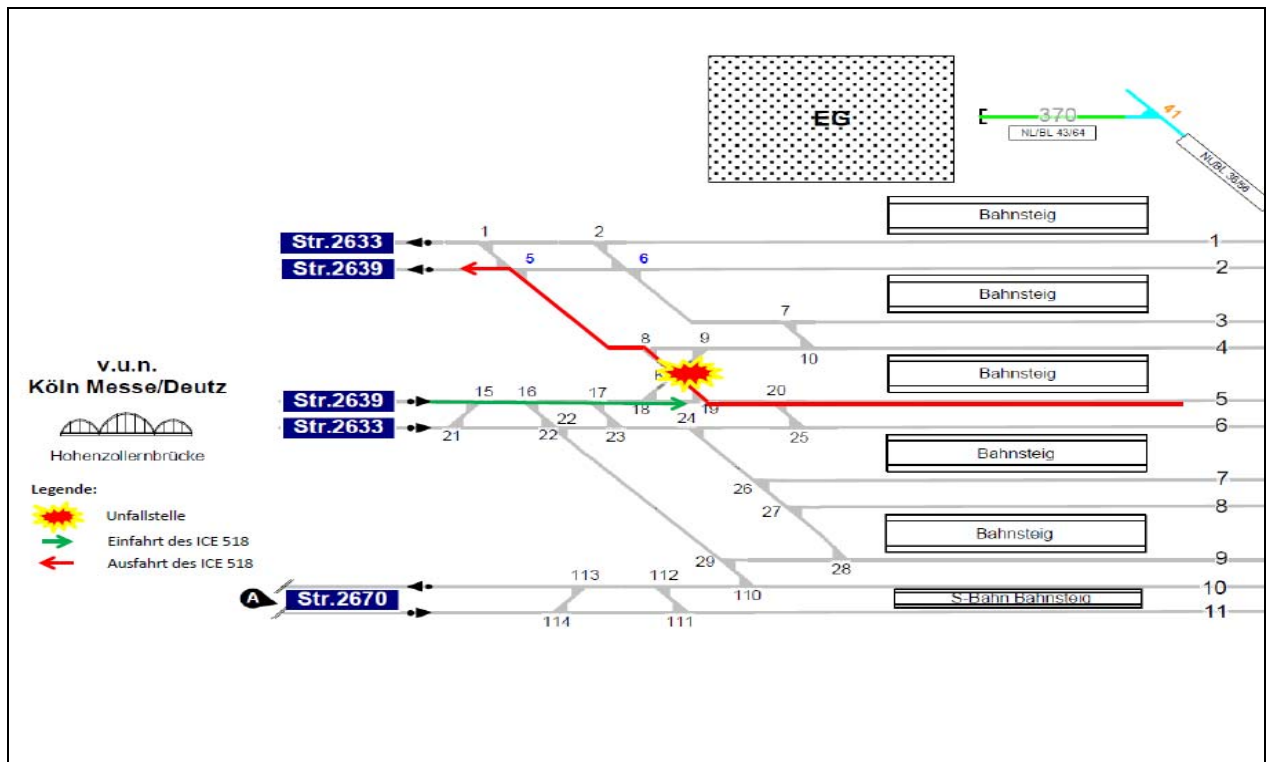 EG
370
41
NL/BL 43/64
NL/BL 36/56
Bahnsteig
1
2
Str.2633
1
5
6
Str.2639
2
Bahnsteig
7
3
8
9
4
10
v.u.n.
Köln Messe/Deutz
Bahnsteig
K
15
16
17
20
Str.2639
5
18
19
22
24
Str.2633
6
21
22
23
25
Hohenzollernbrücke
Bahnsteig
Legende:
26
7
Unfallstelle
27
8
Einfahrt des ICE 518
Bahnsteig
Ausfahrt des ICE 518
29
28
9
113
112
10
A
Str.2670
110
S-Bahn Bahnsteig
11
114
111